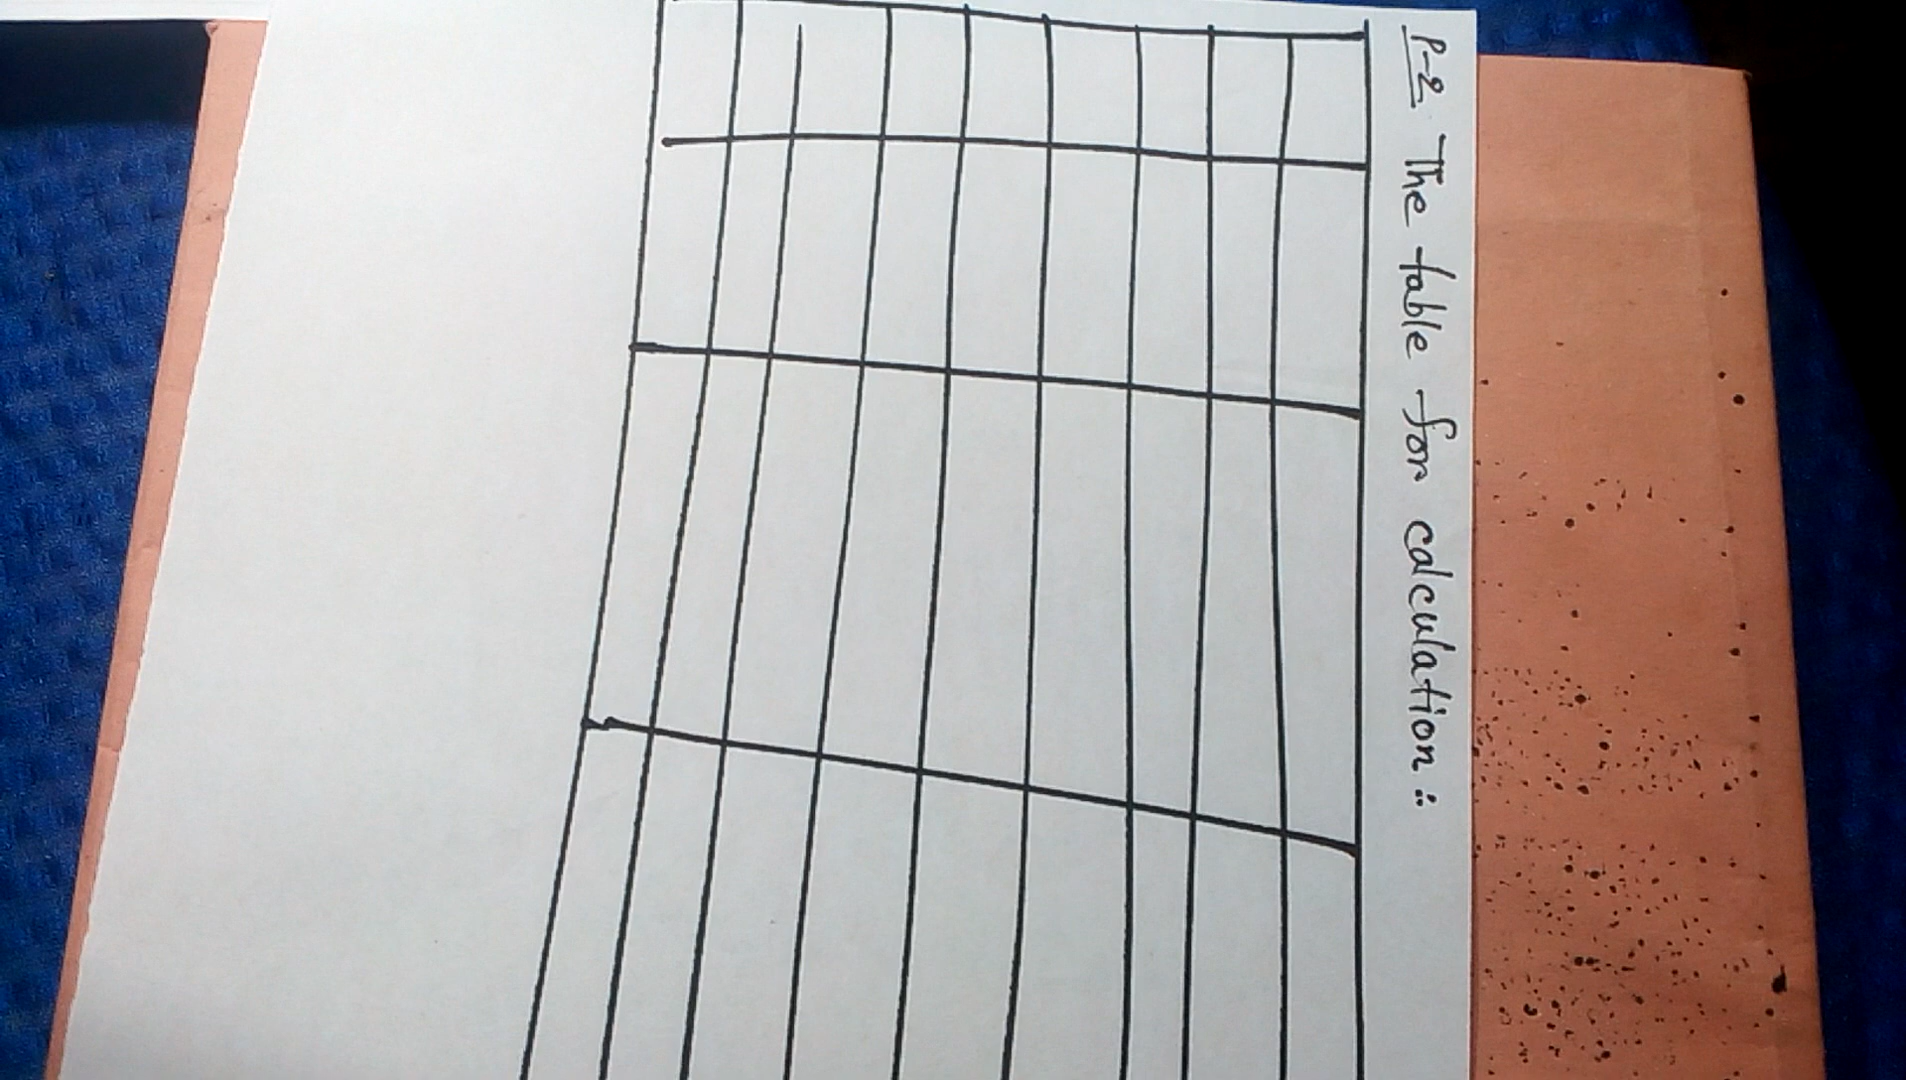 P-2. The table for calculation :-